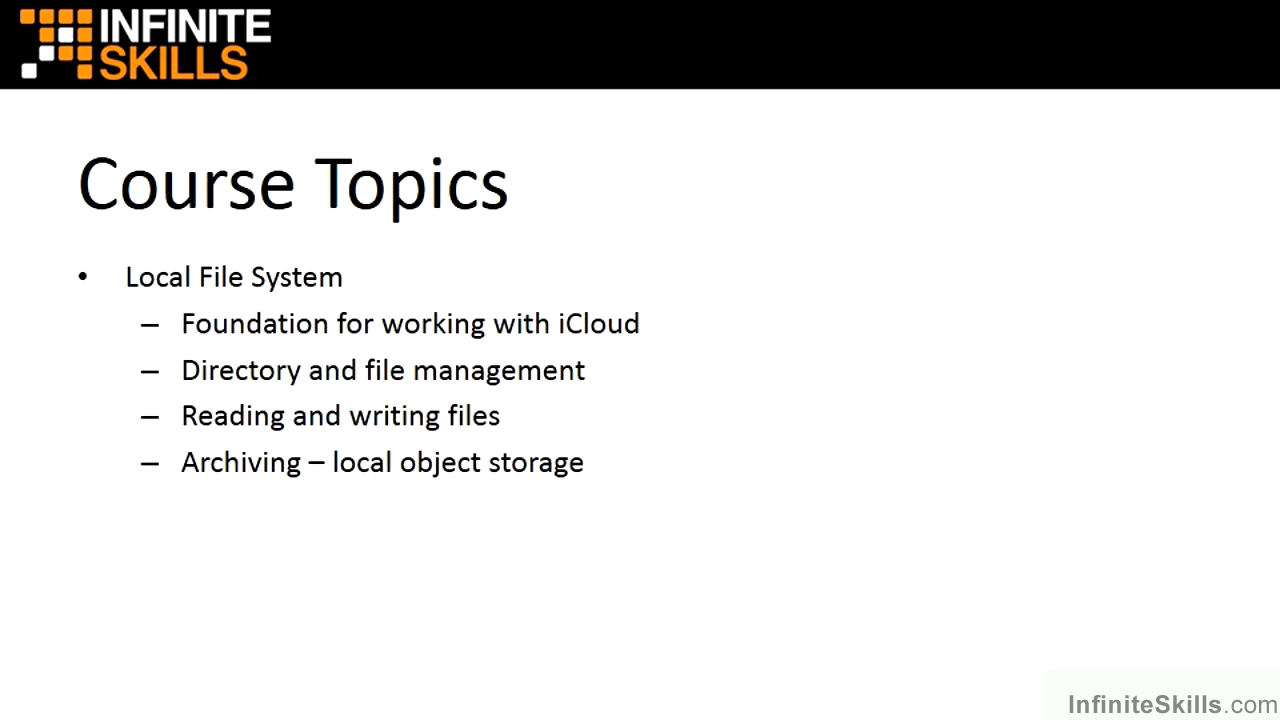 INFINITE
SKILLS
Course Topics
• Local File System
– Foundation for working with iCloud
– Directory and file management
– Reading and writing files
– Archiving – local object storage
InfiniteSkills.com